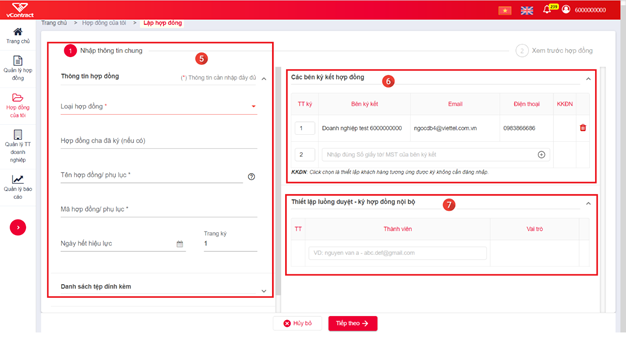 vContract
209
6000000000
Trang chủ > Hợp đồng của tôi > Lập hợp đồng
Trang chủ
Quản lý hợp đồng
Hợp đồng của tôi
Quản lý TT doanh nghiệp
Quản lý báo cáo
1 Nhập thông tin chung
5
2 Xem trước hợp đồng
Thông tin hợp đồng
(*) Thông tin cần nhập đầy đủ
Loại hợp đồng *
Hợp đồng cha đã ký (nếu có)
Tên hợp đồng/ phụ lục *
Mã hợp đồng/ phụ lục *
Ngày hết hiệu lực
Trang ký
1
Danh sách tệp đính kèm
Các bên ký kết hợp đồng
6
TT ký Bên ký kết Email Điện thoại KKĐN
1 Doanh nghiệp test 6000000000 ngocdb4@viettel.com.vn 0983866686
2 Nhập đúng Số giấy tờ/ MST của bên ký kết
KKĐN: Click chọn là thiết lập khách hàng tương ứng được ký không cần đăng nhập.
Thiết lập luồng duyệt - ký hợp đồng nội bộ
7
TT Thành viên Vai trò
VD: nguyen van a - abc.def@gmail.com
Hủy bỏ
Tiếp theo